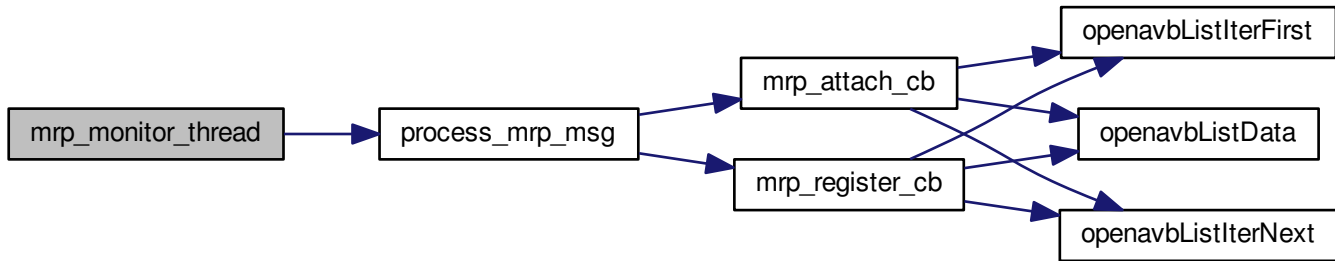 mrp_monitor_thread
process_mrp_msg
mrp_attach_cb
mrp_register_cb
openavbListIterFirst
openavbListData
openavbListIterNext